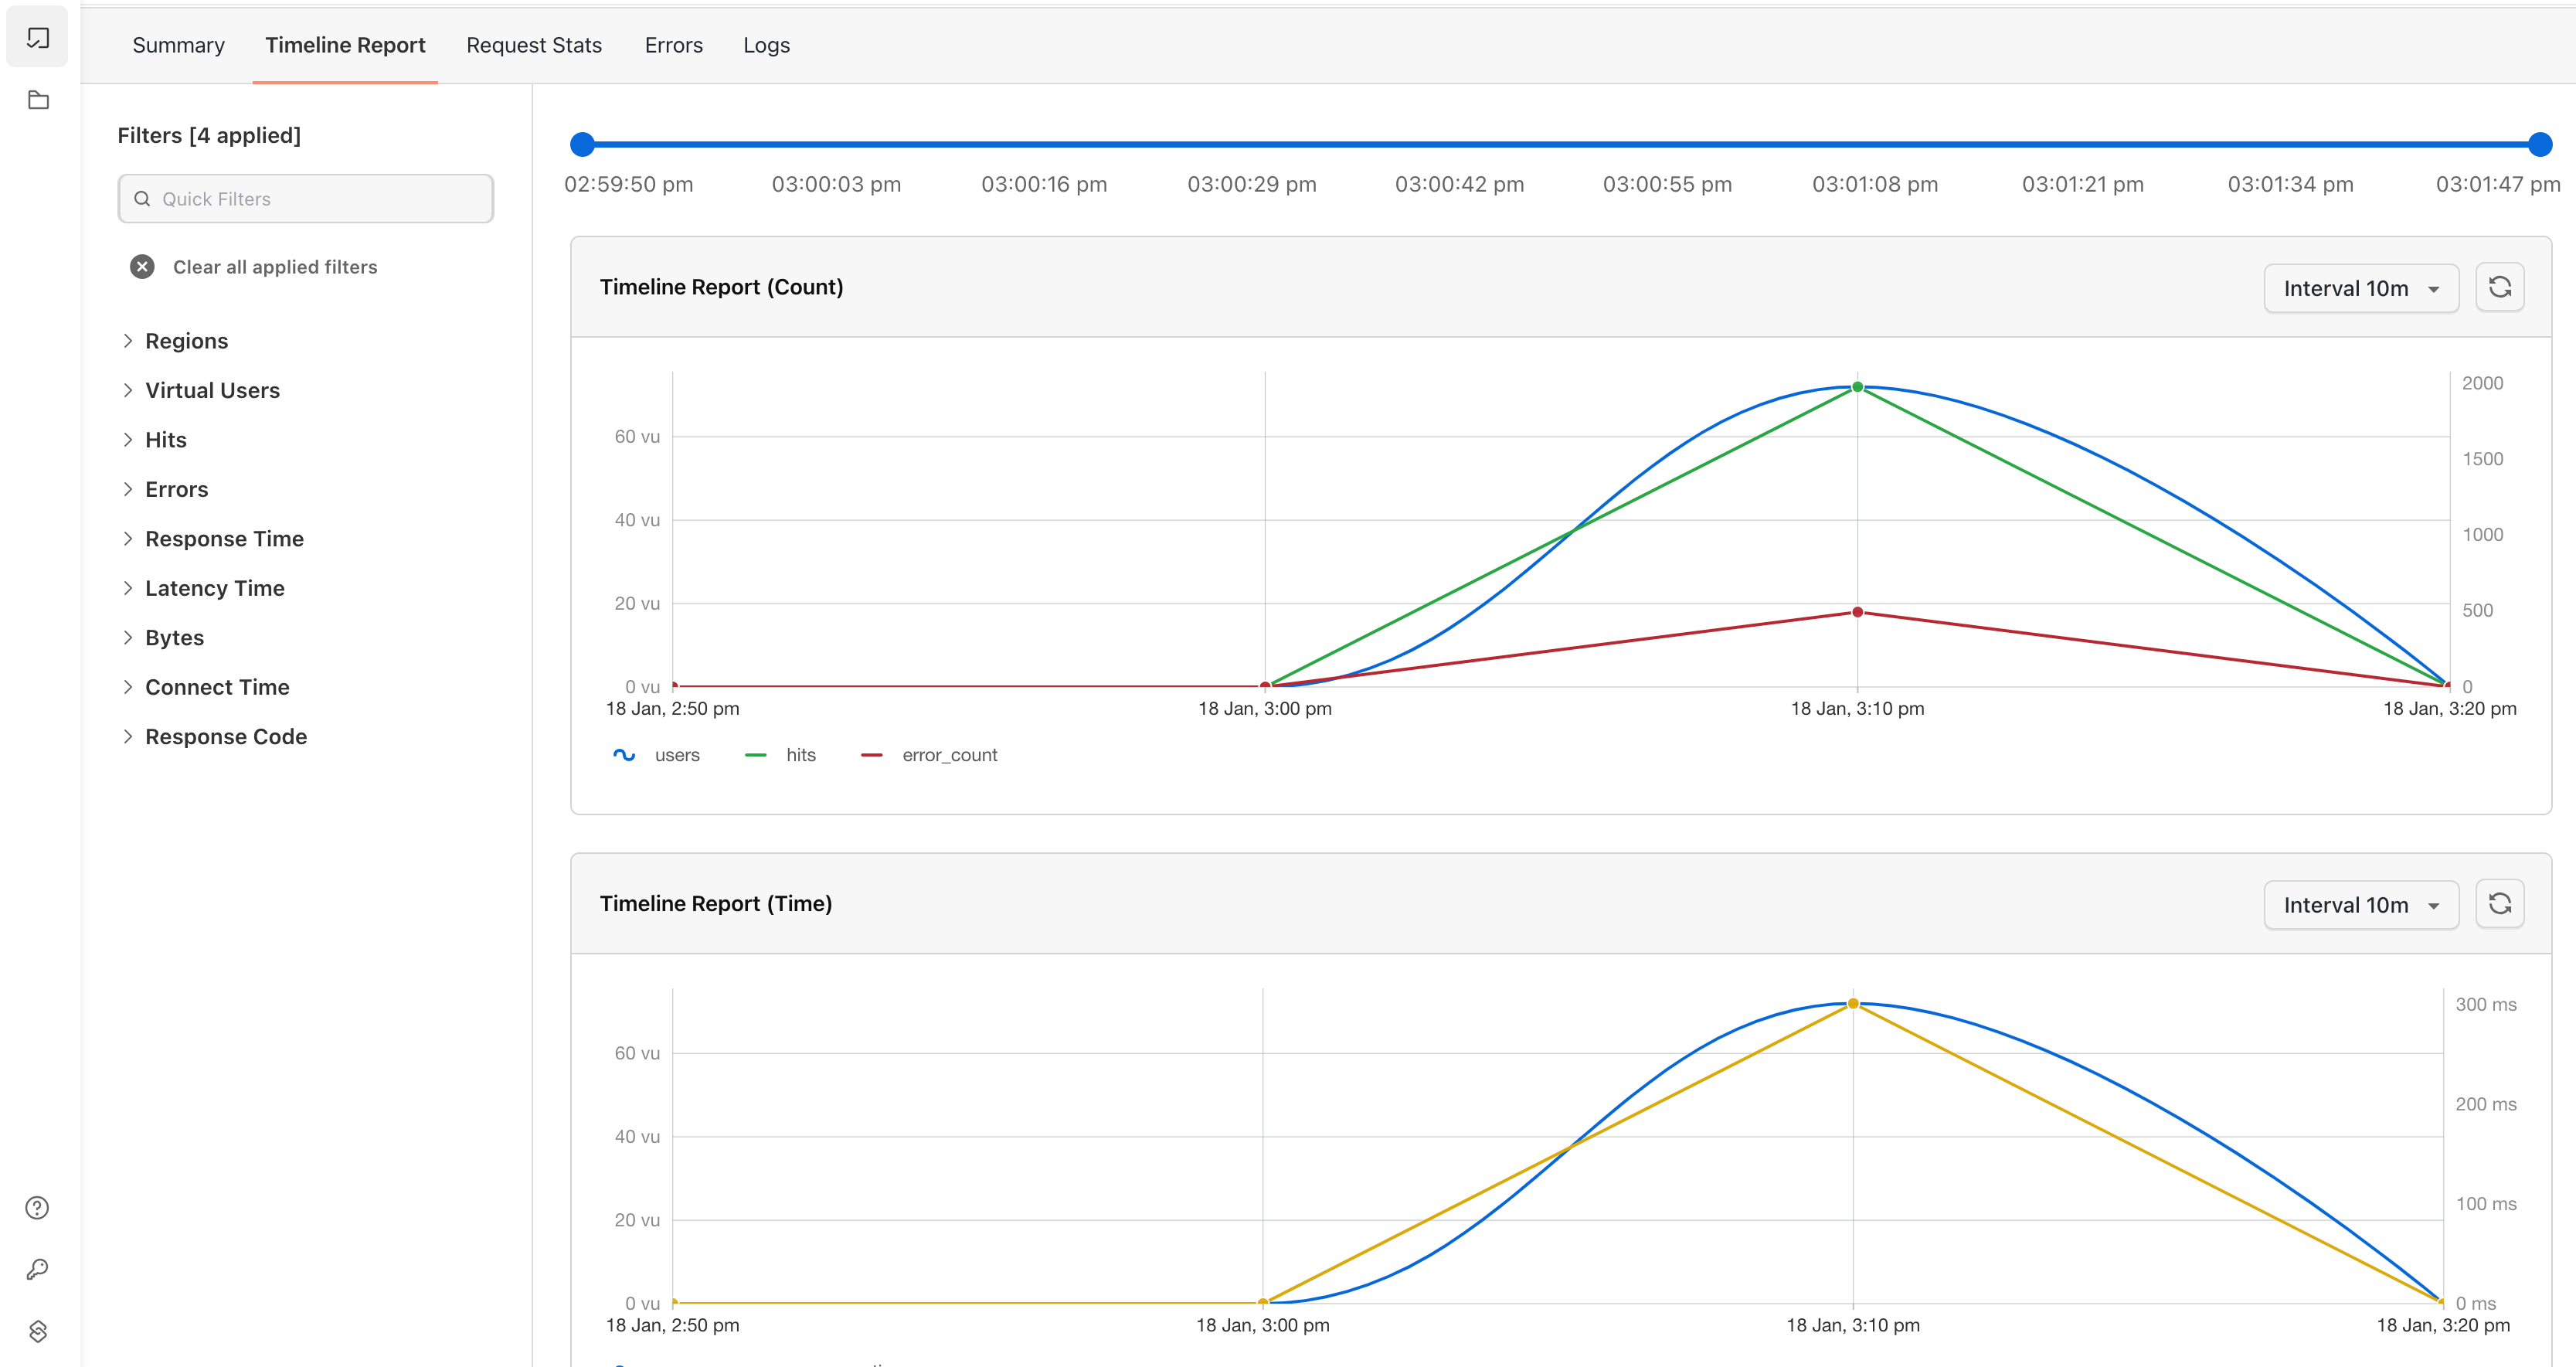 Summary Timeline Report Request Stats Errors Logs
Filters [4 applied]
Quick Filters
Clear all applied filters
Regions
Virtual Users
Hits
Errors
Response Time
Latency Time
Bytes
Connect Time
Response Code
02:59:50 pm 03:00:03 pm 03:00:16 pm 03:00:29 pm 03:00:42 pm 03:00:55 pm 03:01:08 pm 03:01:21 pm 03:01:34 pm 03:01:47 pm
Timeline Report (Count) Interval 10m
2000
60 vu
1500
40 vu
1000
20 vu
500
0 vu 0
18 Jan, 2:50 pm 18 Jan, 3:00 pm 18 Jan, 3:10 pm 18 Jan, 3:20 pm
users hits error_count
Timeline Report (Time) Interval 10m
300 ms
60 vu
200 ms
40 vu
100 ms
20 vu
0 vu 0 ms
18 Jan, 2:50 pm 18 Jan, 3:00 pm 18 Jan, 3:10 pm 18 Jan, 3:20 pm